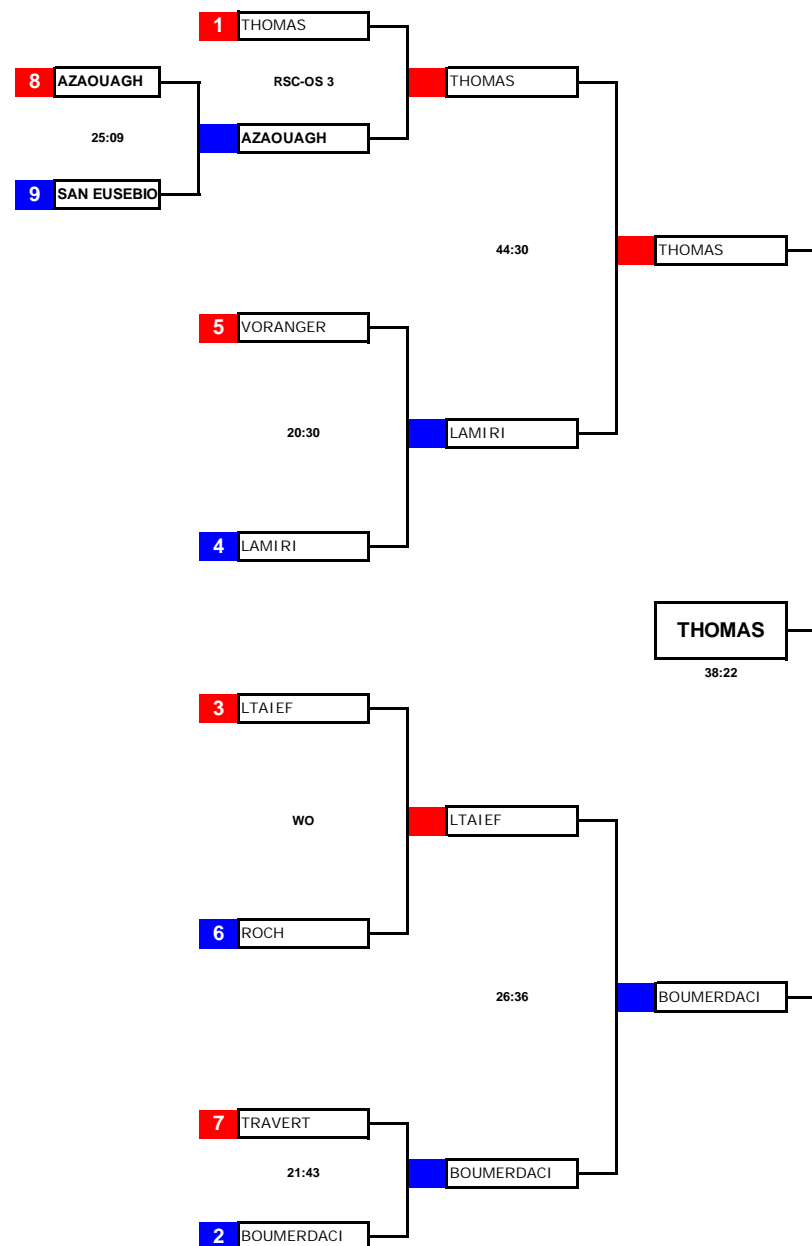 1 THOMAS
8 AZAOUAGH
RSC-OS 3
THOMAS
25:09
AZAOUAGH
9 SAN EUSEBIO
44:30
THOMAS
5 VORANGER
20:30
LAMIRI
4 LAMIRI
THOMAS
38:22
3 LTAIEF
WO
LTAIEF
6 ROCH
26:36
BOUMERDACI
7 TRAVERT
21:43
BOUMERDACI
2 BOUMERDACI